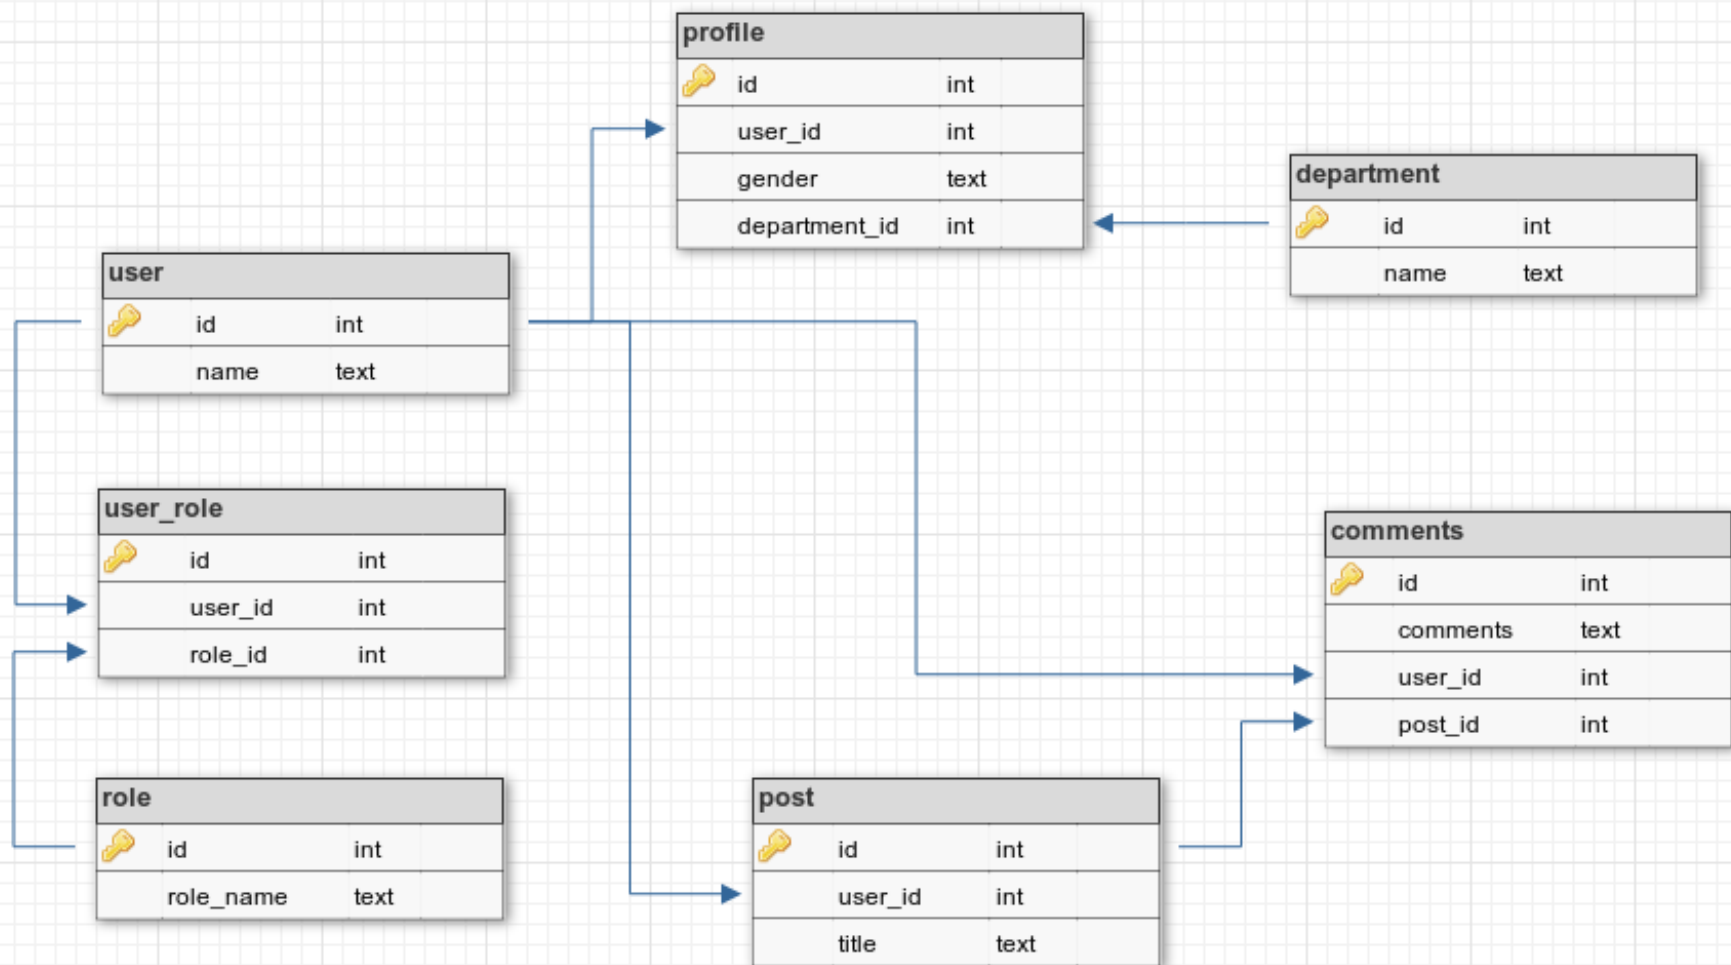 profile
id int
user_id int
gender text
department_id int
department
id int
name text
user
id int
name text
user_role
id int
user_id int
role_id int
comments
id int
comments text
user_id int
post_id int
role
id int
role_name text
post
id int
user_id int
title text